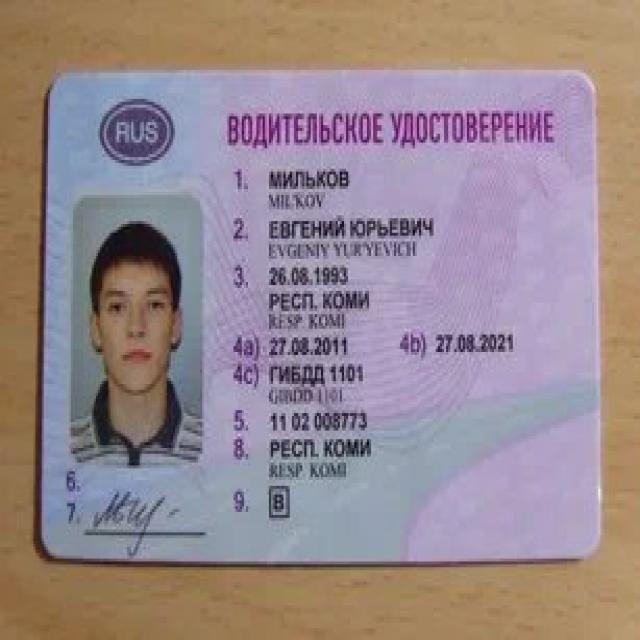 RUS
ВОДИТЕЛЬСКОЕ УДОСТОВЕРЕНИЕ
1. МИЛЬКОВ
MIL'KOV
2. ЕВГЕНИЙ ЮРЬЕВИЧ
EVGENIY YUR'YEVICH
3. 26.08.1993
РЕСП. КОМИ
RESP. KOMI
4a) 27.08.2011 4b) 27.08.2021
4c) ГИБДД 1101
GIBDD 1101
5. 11 02 008773
8. РЕСП. КОМИ
RESP. KOMI
6.
7.
9. B